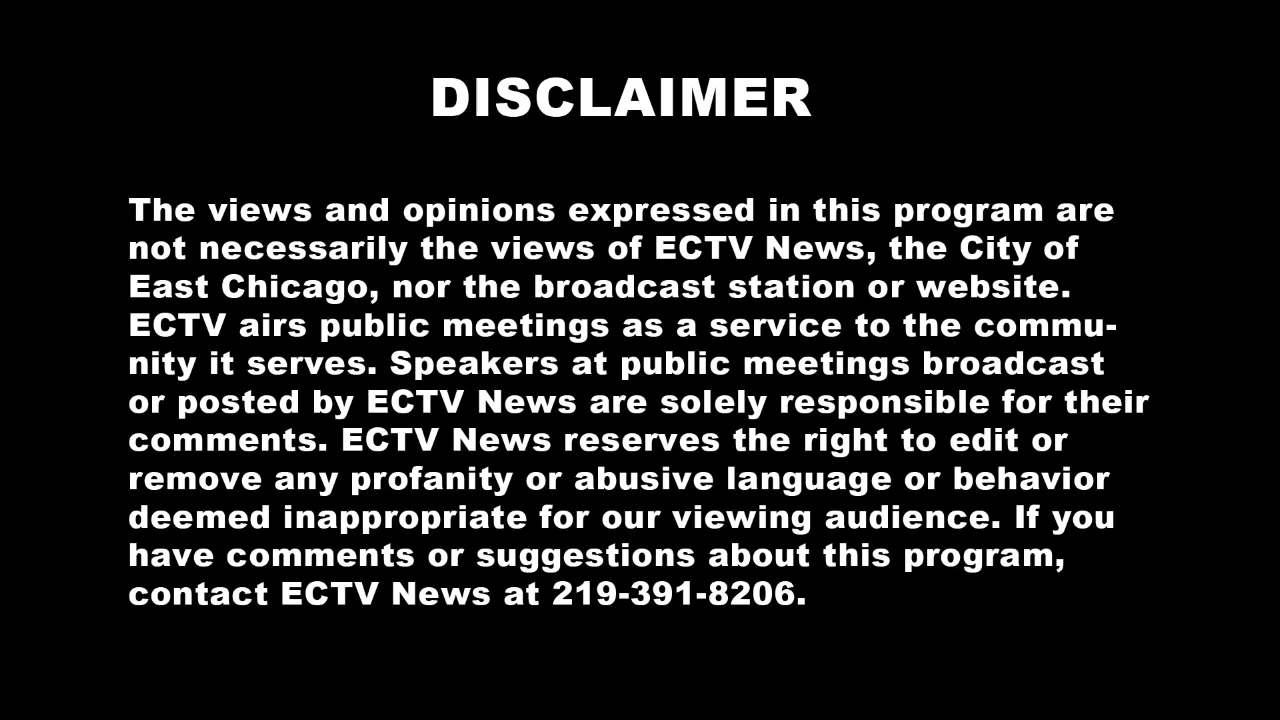 DISCLAIMER
The views and opinions expressed in this program are
not necessarily the views of ECTV News, the City of
East Chicago, nor the broadcast station or website.
ECTV airs public meetings as a service to the commu-
nity it serves. Speakers at public meetings broadcast
or posted by ECTV News are solely responsible for their
comments. ECTV News reserves the right to edit or
remove any profanity or abusive language or behavior
deemed inappropriate for our viewing audience. If you
have comments or suggestions about this program,
contact ECTV News at 219-391-8206.